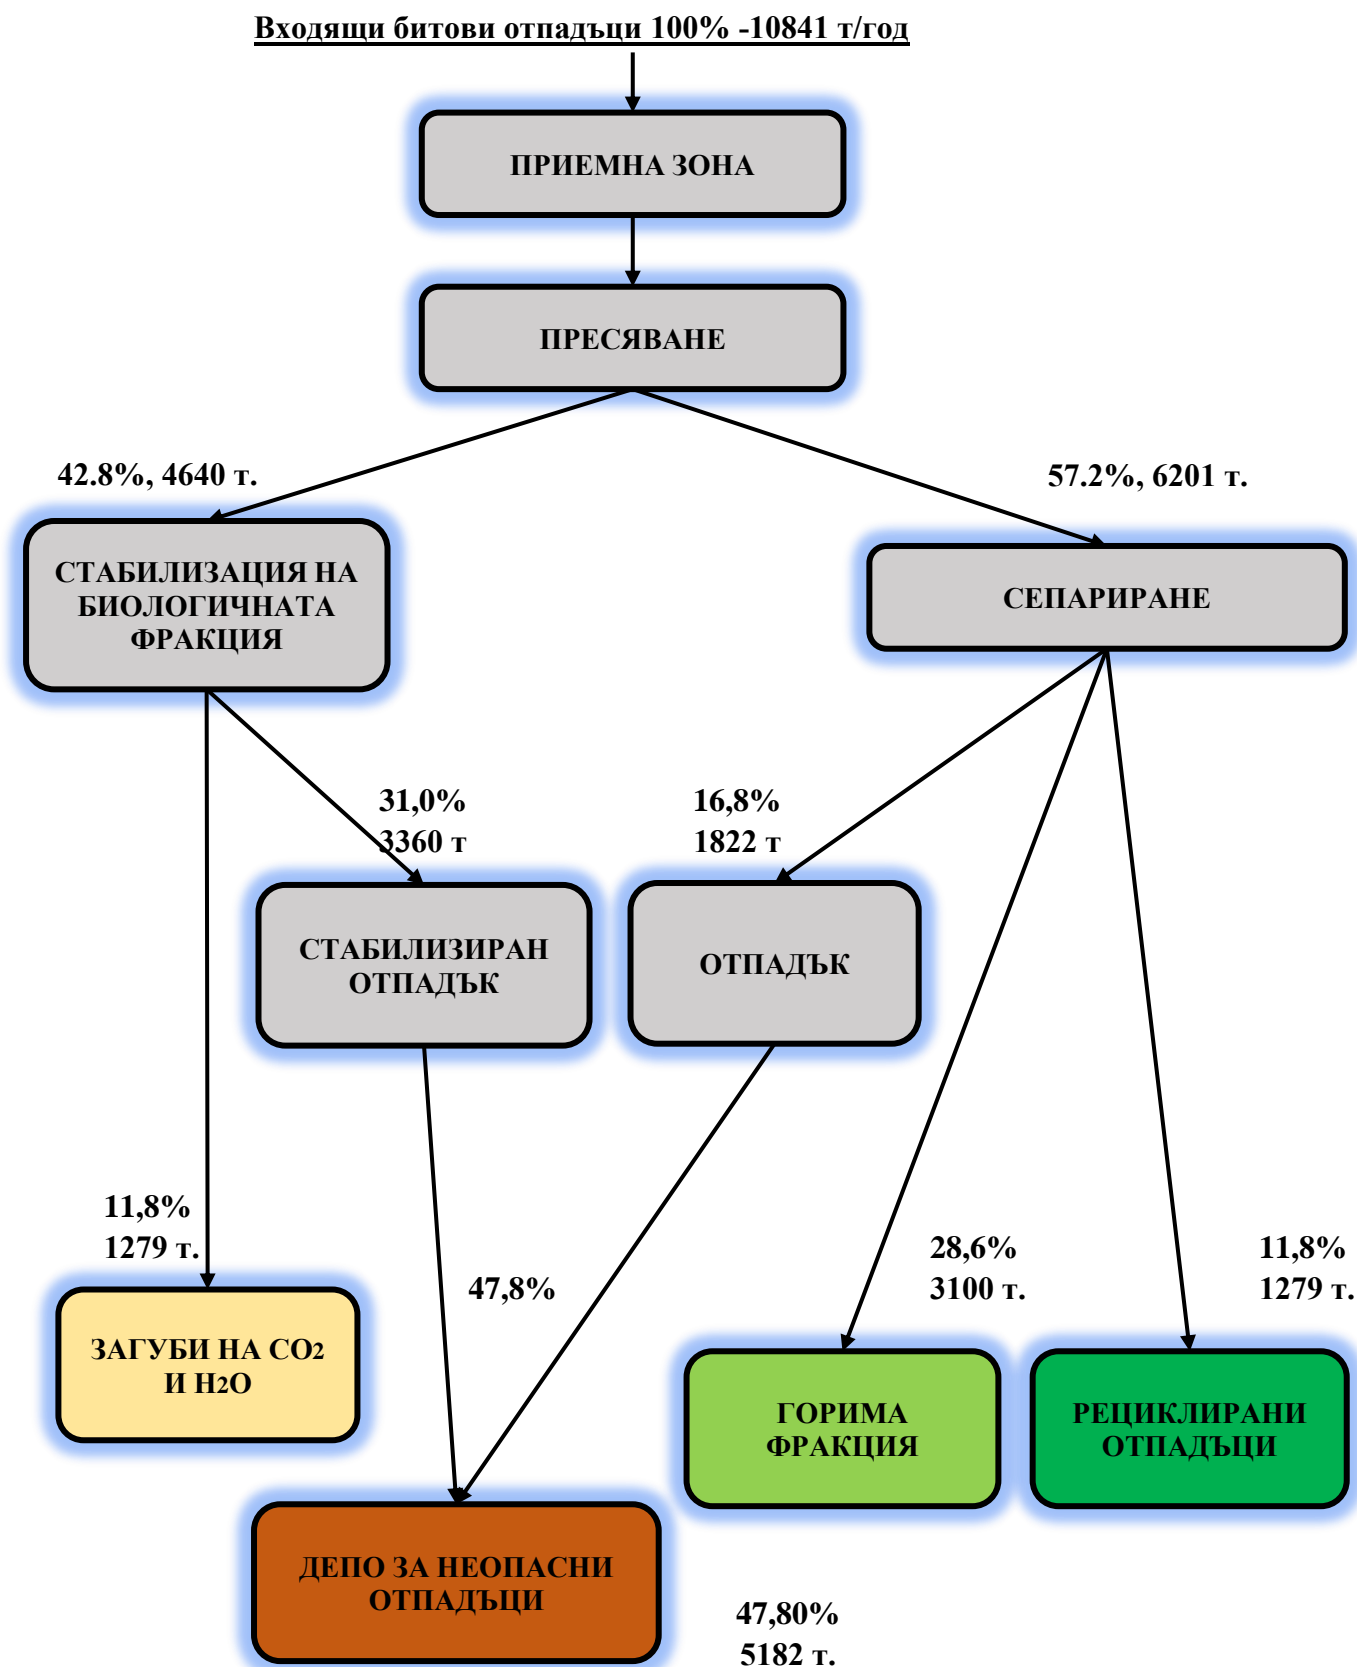 Входящи битови отпадъци 100% -10841 т/год
ПРИЕМНА ЗОНА
ПРЕСЯВАНЕ
42.8%, 4640 т.
57.2%, 6201 т.
СТАБИЛИЗАЦИЯ НА
БИОЛОГИЧНАТА
ФРАКЦИЯ
СЕПАРИРАНЕ
31,0%
3360 т
16,8%
1822 т
СТАБИЛИЗИРАН
ОТПАДЪК
ОТПАДЪК
11,8%
1279 т.
47,8%
28,6%
3100 т.
11,8%
1279 т.
ЗАГУБИ НА CO2
И H2O
ГОРИМА
ФРАКЦИЯ
РЕЦИКЛИРАНИ
ОТПАДЪЦИ
ДЕПО ЗА НЕОПАСНИ
ОТПАДЪЦИ
47,80%
5182 т.